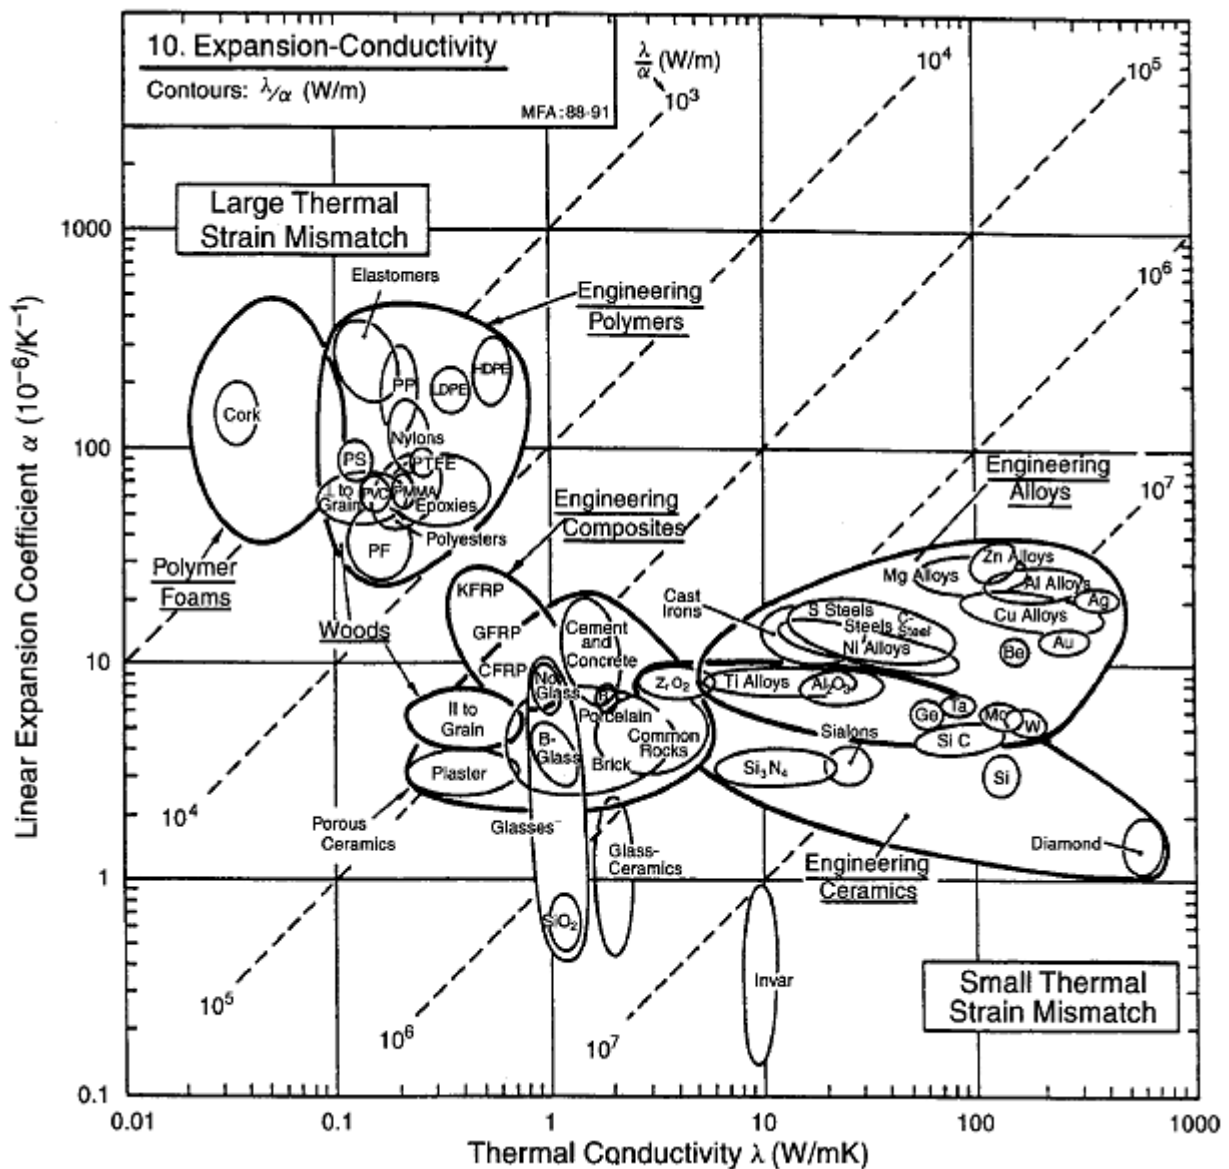 10. Expansion-Conductivity
Contours: λ/α (W/m)
MFA:88-91
λ/α (W/m)
10³
10⁴
10⁵
10⁶
10⁷
Large Thermal
Strain Mismatch
Elastomers
Engineering
Polymers
PP
LDPE
HDPE
Cork
Nylons
PS
PTFE
⊥ to
Grain
PVC
PMMA
Epoxies
Polyesters
PF
Polymer
Foams
Woods
Engineering
Composites
KFRP
GFRP
CFRP
Cement
and
Concrete
Engineering
Alloys
Zn Alloys
Mg Alloys
Al Alloys
Cast
Irons
S Steels
C-
Steel
Steels
Ni Alloys
Cu Alloys
Ag
Au
Be
II to
Grain
Plaster
Porous
Ceramics
Na
Glass
B-
Glass
Porcelain
Common
Rocks
Brick
ZrO₂
Ti Alloys
Al₂O₃
Ta
Ge
Mo
W
Si C
Sialons
Si₃N₄
Si
Glasses
Glass-
Ceramics
Diamond
Engineering
Ceramics
SiO₂
Invar
Small Thermal
Strain Mismatch
10⁴
10⁵
10⁶
10⁷
Linear Expansion Coefficient α (10⁻⁶/K⁻¹)
1000
100
10
1
0.1
0.01
0.1
1
10
100
1000
Thermal Conductivity λ (W/mK)